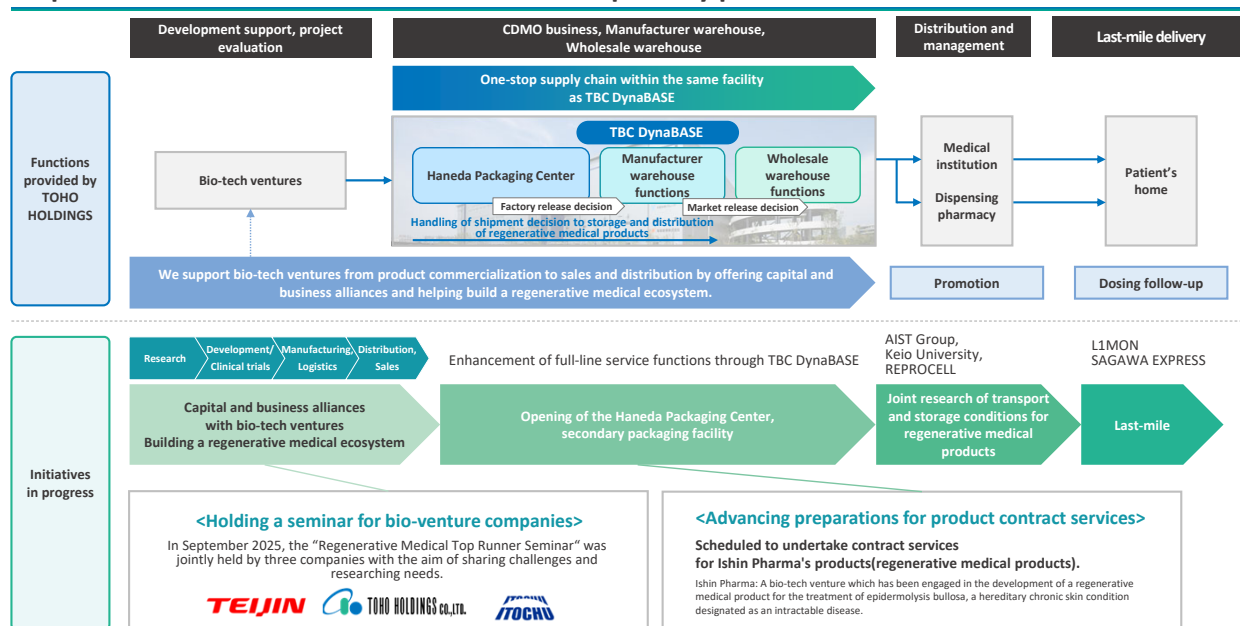 Development support, project
evaluation
CDMO business, Manufacturer warehouse,
Wholesale warehouse
Distribution and
management
Last-mile delivery
Functions
provided by
TOHO
HOLDINGS
One-stop supply chain within the same facility
as TBC DynaBASE
TBC DynaBASE
Bio-tech ventures
Haneda Packaging Center
Manufacturer
warehouse
functions
Wholesale
warehouse
functions
Factory release decision
Market release decision
Handling of shipment decision to storage and distribution
of regenerative medical products
Medical
institution
Dispensing
pharmacy
Patient’s
home
We support bio-tech ventures from product commercialization to sales and distribution by offering capital and
business alliances and helping build a regenerative medical ecosystem.
Promotion
Dosing follow-up
Initiatives
in progress
Research
Development/
Clinical trials
Manufacturing,
Logistics
Distribution,
Sales
Enhancement of full-line service functions through TBC DynaBASE
AIST Group,
Keio University,
REPROCELL
L1MON
SAGAWA EXPRESS
Capital and business alliances
with bio-tech ventures
Building a regenerative medical ecosystem
Opening of the Haneda Packaging Center,
secondary packaging facility
Joint research of transport
and storage conditions for
regenerative medical
products
Last-mile
<Holding a seminar for bio-venture companies>
In September 2025, the “Regenerative Medical Top Runner Seminar“ was
jointly held by three companies with the aim of sharing challenges and
researching needs.
TEIJIN
TOHO HOLDINGS CO.,LTD.
ITOCHU
<Advancing preparations for product contract services>
Scheduled to undertake contract services
for Ishin Pharma's products(regenerative medical products).
Ishin Pharma: A bio-tech venture which has been engaged in the development of a regenerative
medical product for the treatment of epidermolysis bullosa, a hereditary chronic skin condition
designated as an intractable disease.